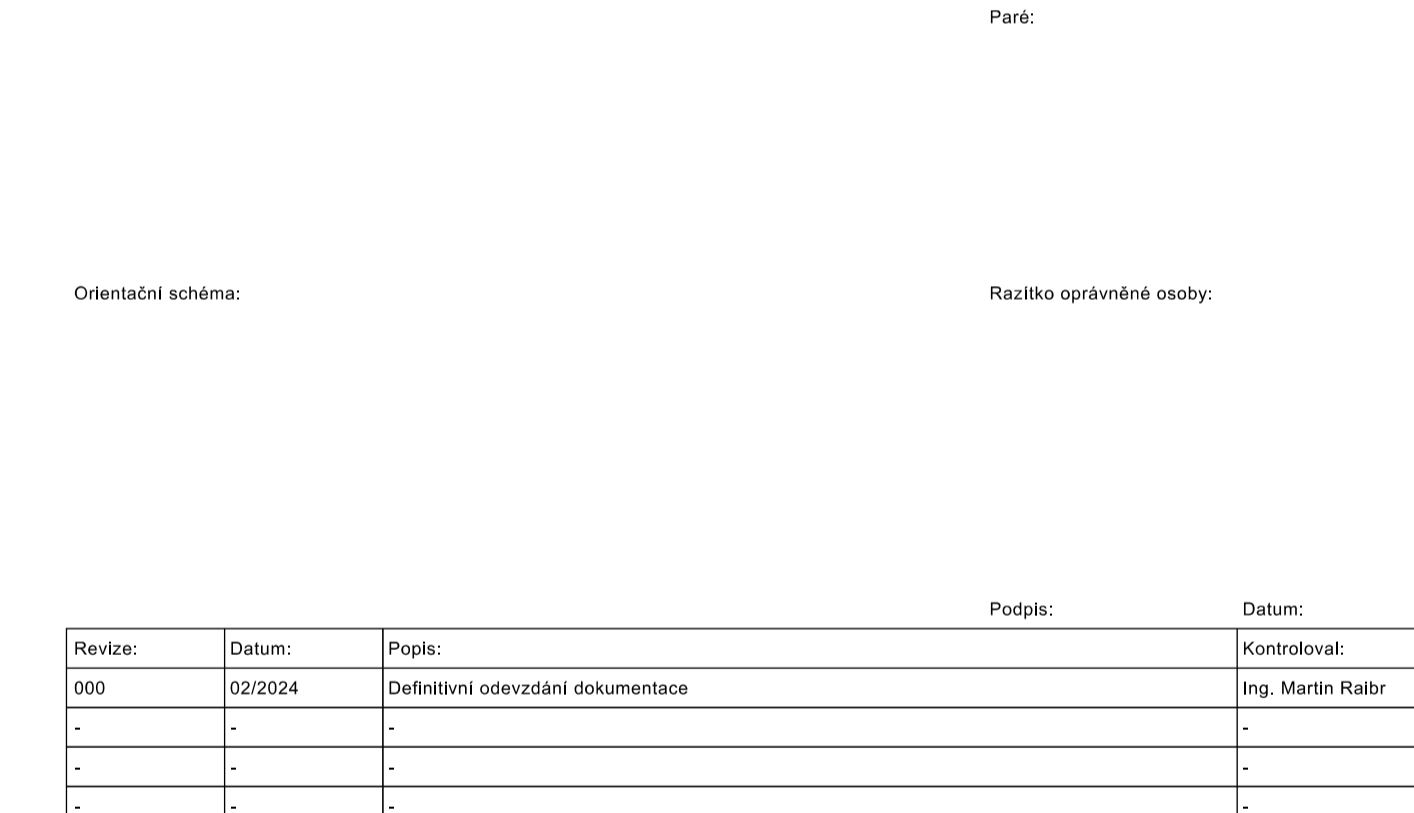 Paré:
Orientační schéma: Razítko oprávněné osoby:
Podpis: Datum:
Revize: Datum: Popis: Kontroloval:
000 02/2024 Definitivní odevzdání dokumentace Ing. Martin Raibr
- - - -
- - - -
- - - -